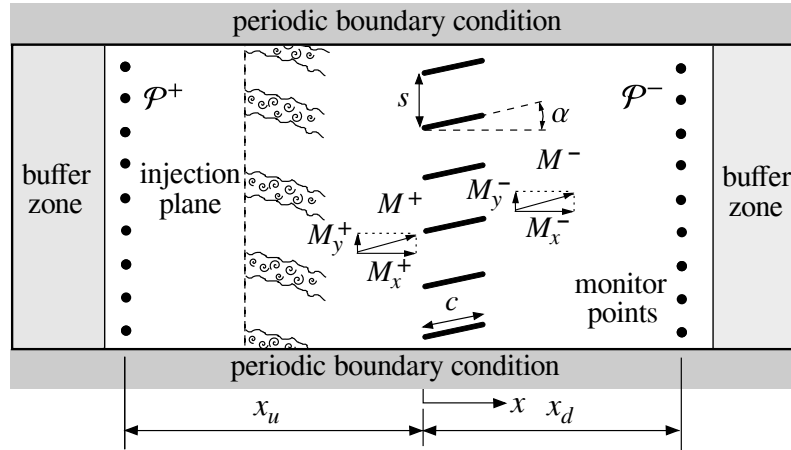 periodic boundary condition
𝒫⁺
s
α
𝒫⁻
buffer
zone
injection
plane
M⁺
M⁻
buffer
zone
M_y⁺
M_x⁺
M_y⁻
M_x⁻
c
monitor
points
periodic boundary condition
x
x_u
x_d